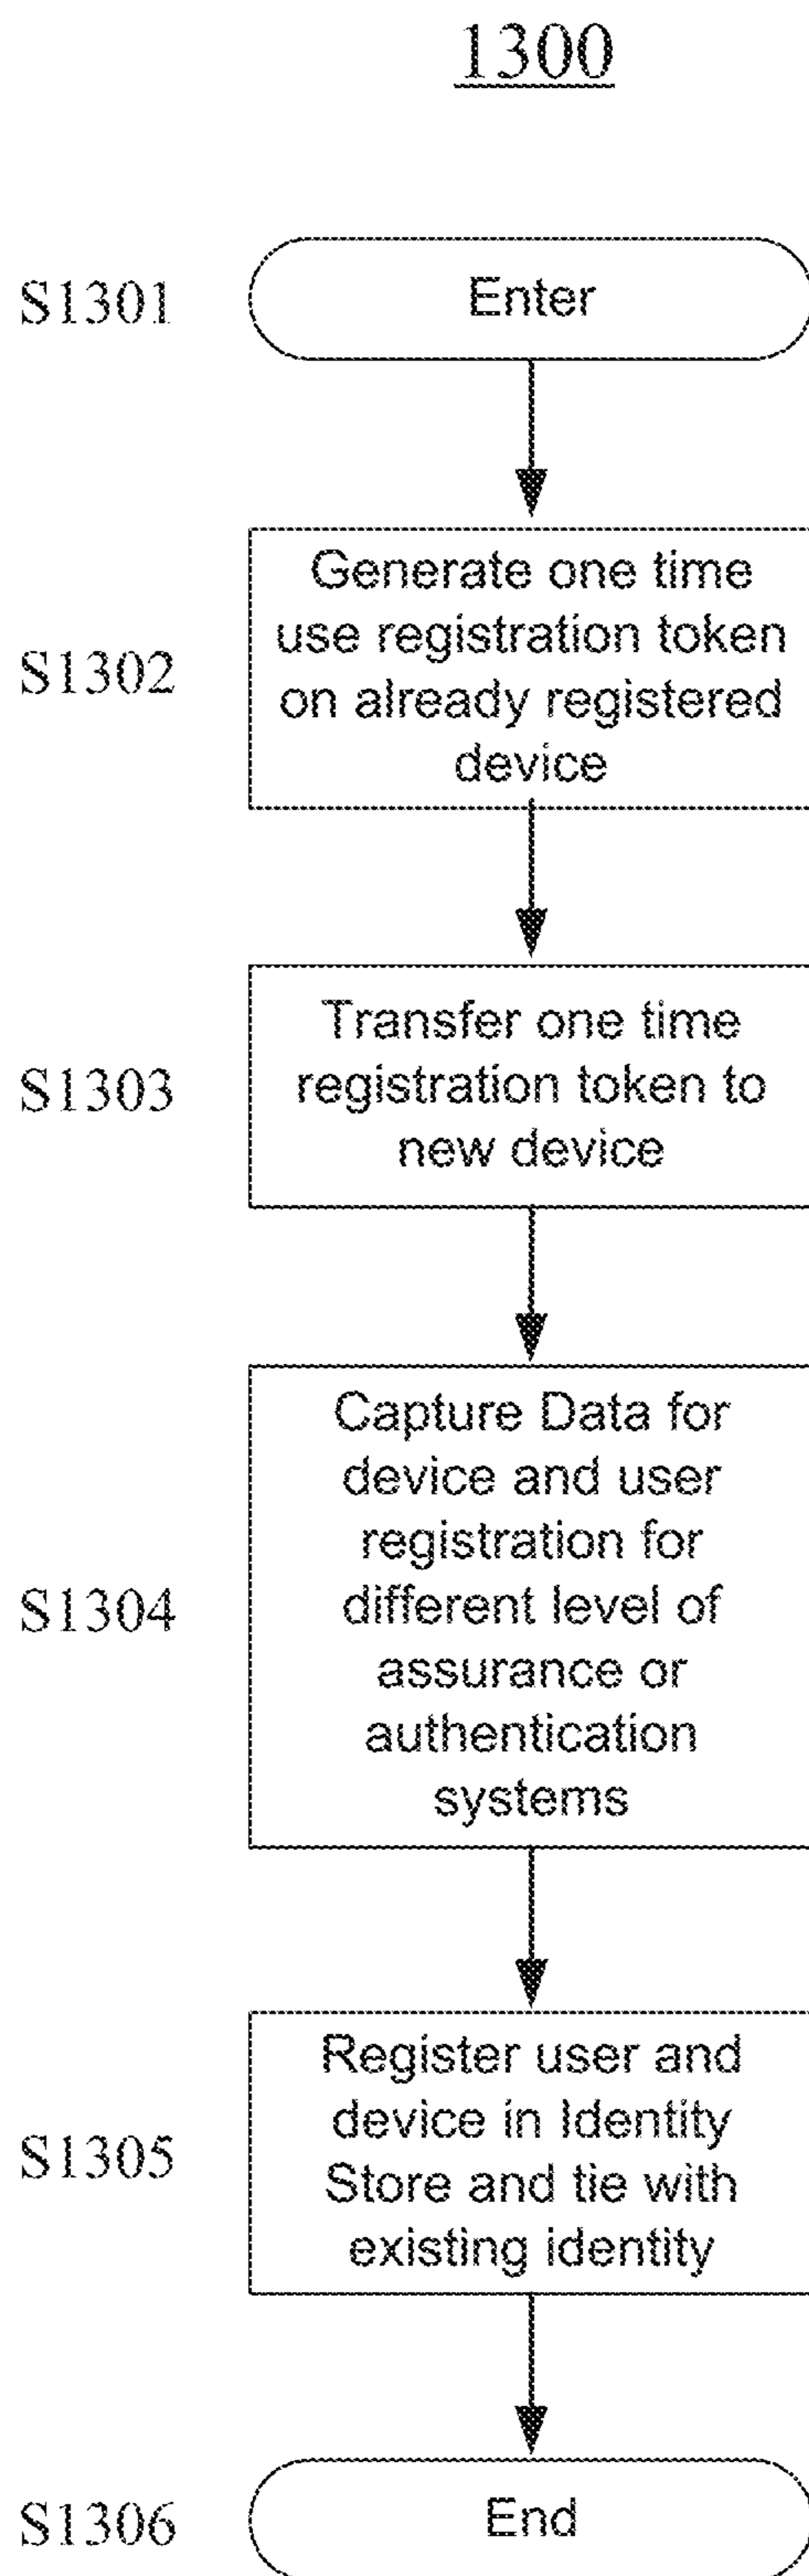 1300
S1301
Enter
S1302
Generate one time
use registration token
on already registered
device
S1303
Transfer one time
registration token to
new device
S1304
Capture Data for
device and user
registration for
different level of
assurance or
authentication
systems
S1305
Register user and
device in Identity
Store and tie with
existing identity
S1306
End